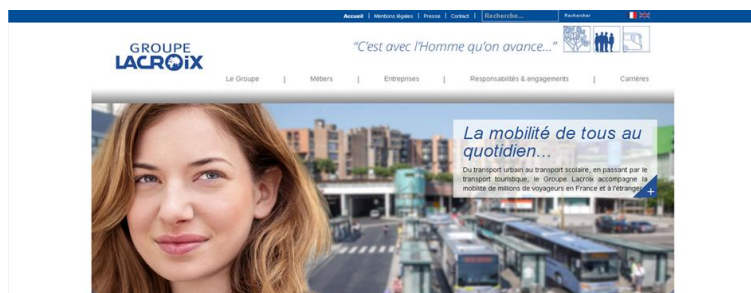 Accueil | Mentions légales | Presse | Contact | Recherche... Rechercher
GROUPE
LACROiX
"C'est avec l'Homme qu'on avance..."
Le Groupe | Métiers | Entreprises | Responsabilités & engagements | Carrières
La mobilité de tous au
quotidien...
Du transport urbain au transport scolaire, en passant par le
transport touristique, le Groupe Lacroix accompagne la
mobilité de millions de voyageurs en France et à l'étranger.
+